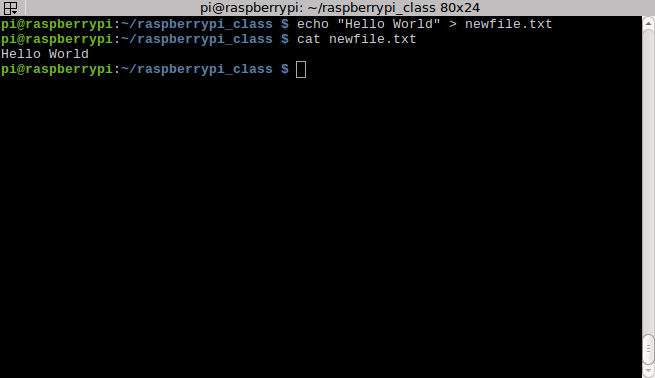 pi@raspberrypi: ~/raspberrypi_class 80x24
pi@raspberrypi:~/raspberrypi_class $ echo "Hello World" > newfile.txt
pi@raspberrypi:~/raspberrypi_class $ cat newfile.txt
Hello World
pi@raspberrypi:~/raspberrypi_class $